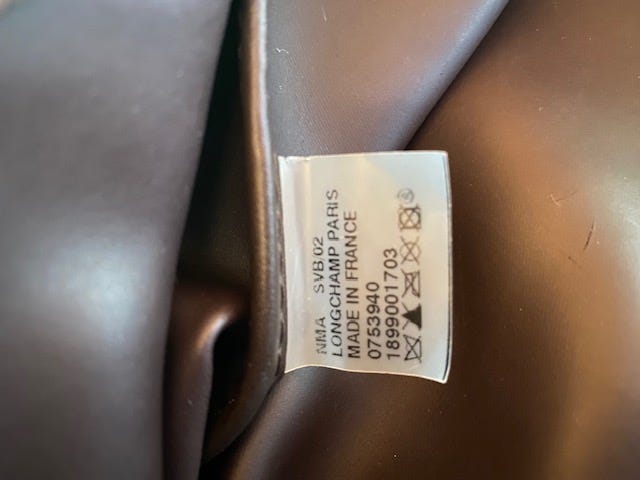 NMA SVB/02
LONGCHAMP PARIS
MADE IN FRANCE
0753940
1899001703